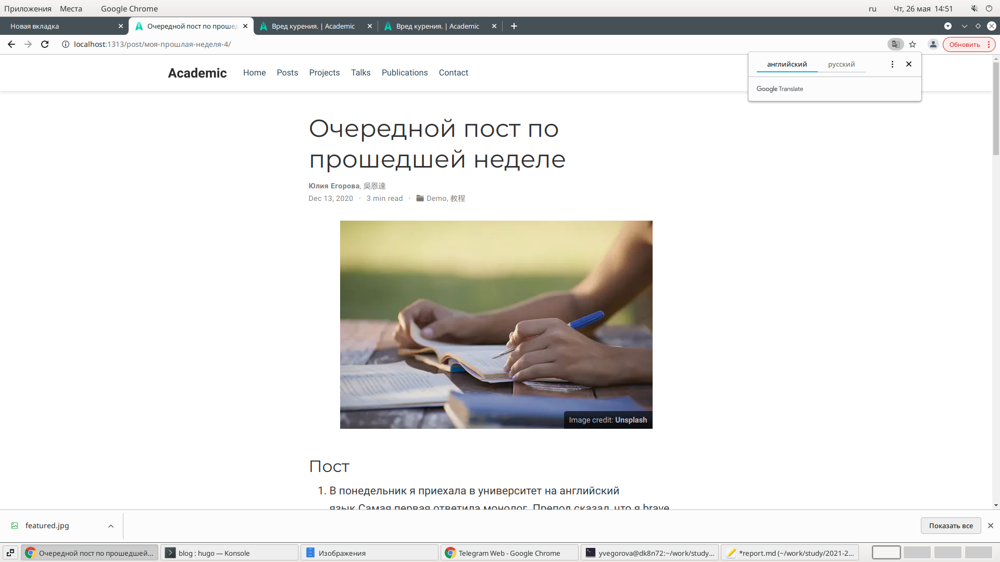 Приложения Места Google Chrome ru Чт, 26 мая 14:51
Новая вкладка Очередной пост по прошед Вред курения. | Academic Вред курения. | Academic
localhost:1313/post/моя-прошлая-неделя-4/ Обновить
английский русский
Google Translate
Academic Home Posts Projects Talks Publications Contact
Очередной пост по
прошедшей неделе
Юлия Егорова, 吳恩達
Dec 13, 2020 · 3 min read · Demo, 教程
Image credit: Unsplash
Пост
1. В понедельник я приехала в университет на английский
язык.Самая первая ответила монолог. Препод сказал, что я brave
featured.jpg Показать все
Очередной пост по прошедшей... blog : hugo — Konsole Изображения Telegram Web - Google Chrome yvegorova@dk8n72:~/work/study... *report.md (~/work/study/2021-2...